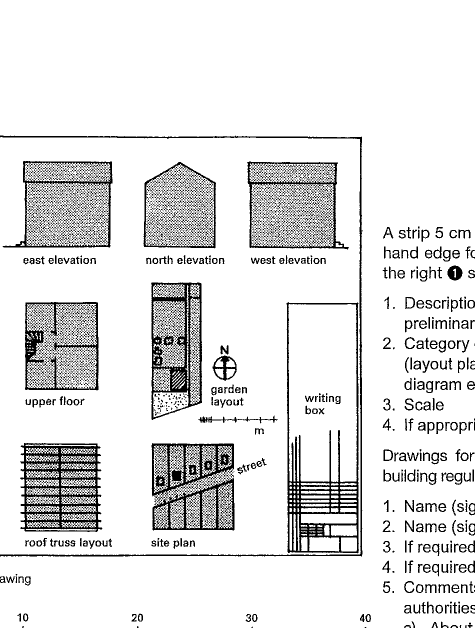 east elevation
north elevation
west elevation
upper floor
N
garden
layout
m
writing
box
roof truss layout
site plan
street
awing
10
20
30
40
A strip 5 cm
hand edge fo
the right 1 s
1. Descriptio
preliminar
2. Category
(layout pla
diagram e
3. Scale
4. If appropri
Drawings for
building regul
1. Name (sig
2. Name (sig
3. If required
4. If required
5. Comments
authorities
a) About